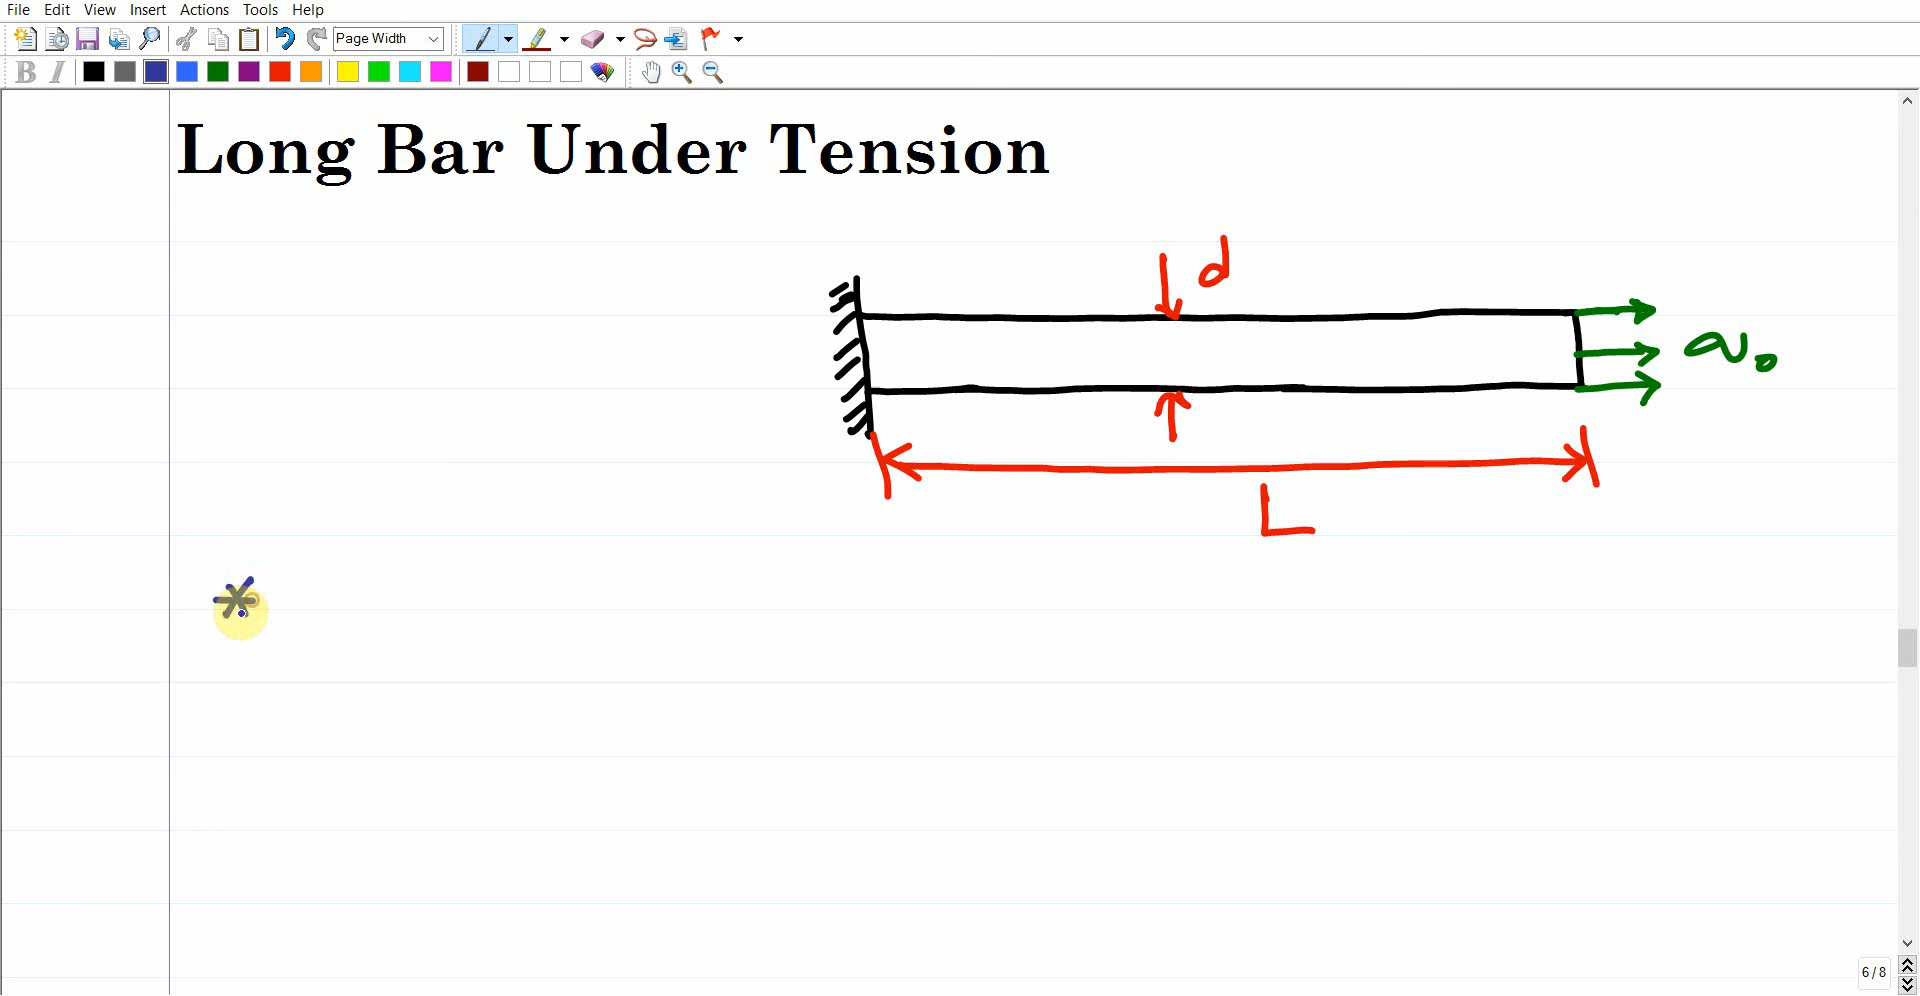 File Edit View Insert Actions Tools Help
Page Width
B I
Long Bar Under Tension
d
σ₀
L
6 / 8